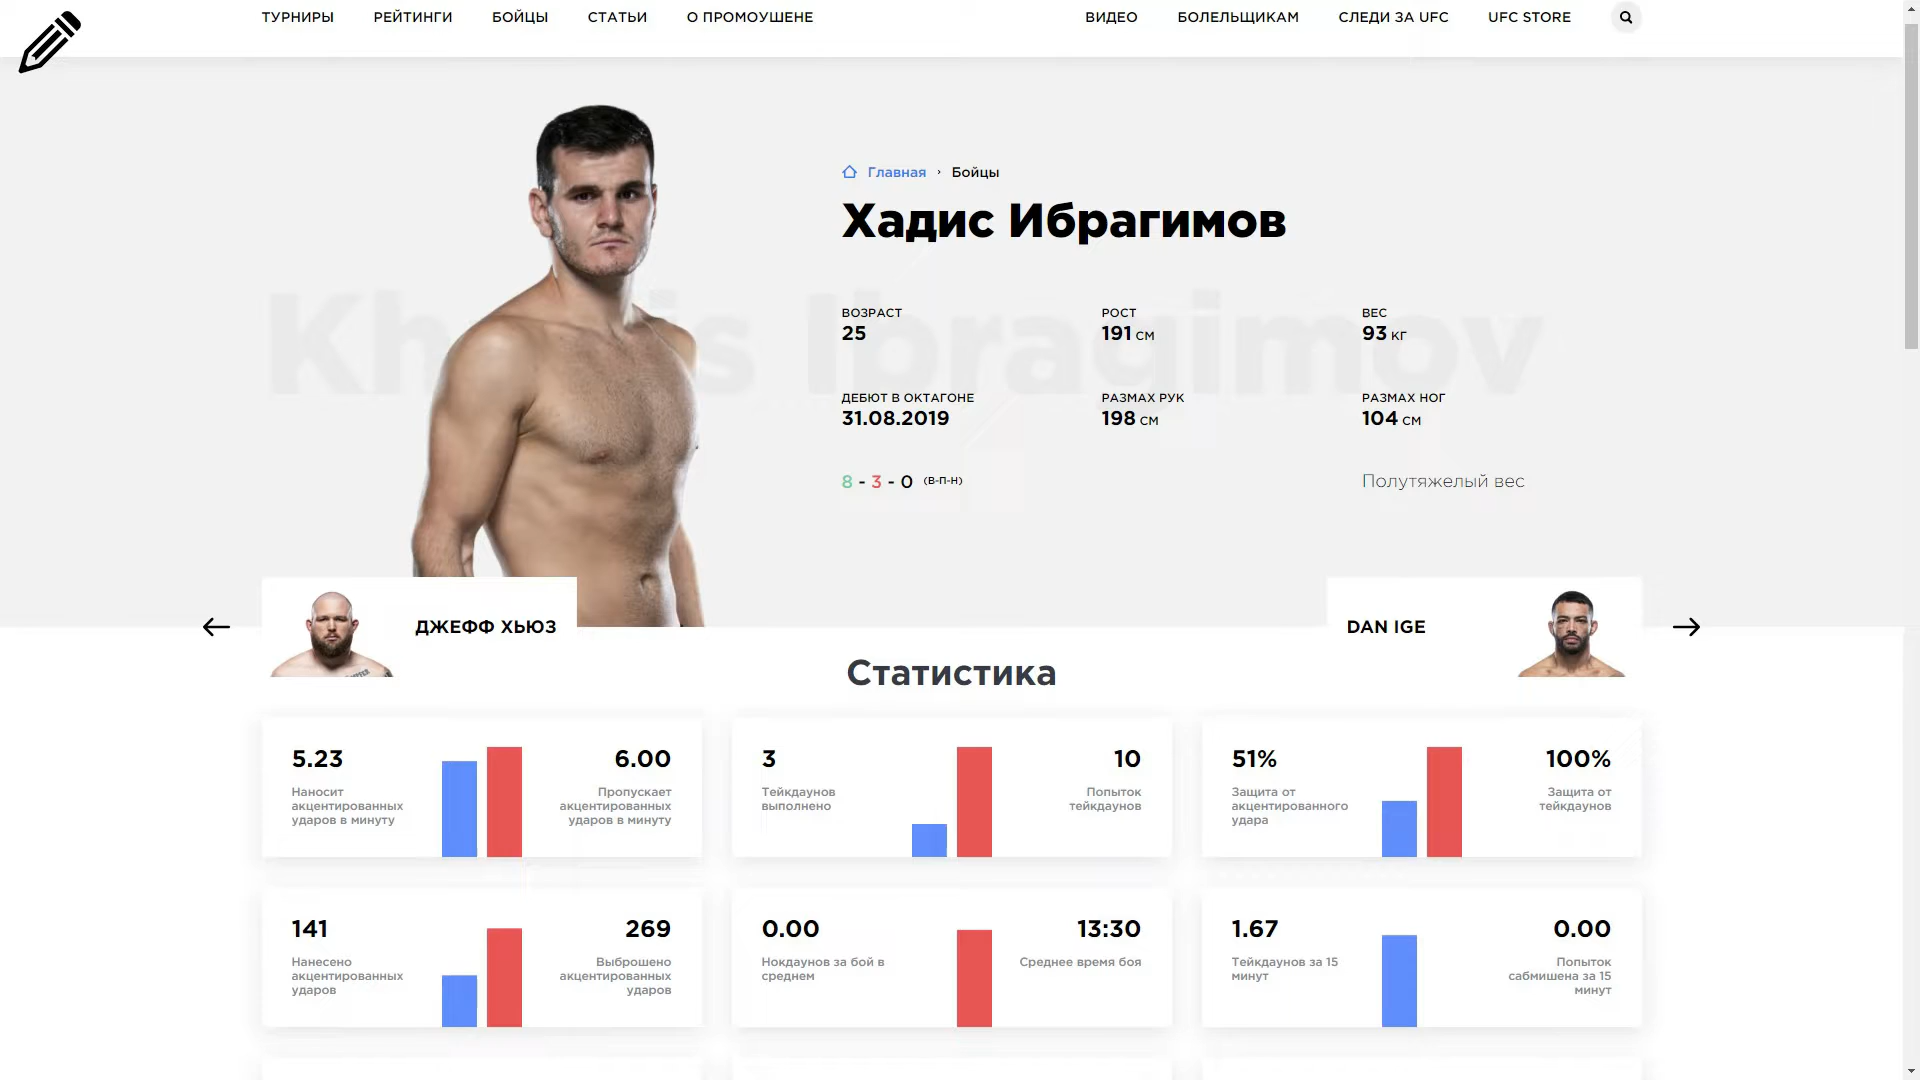 ТУРНИРЫ РЕЙТИНГИ БОЙЦЫ СТАТЬИ О ПРОМОУШЕНЕ ВИДЕО БОЛЕЛЬЩИКАМ СЛЕДИ ЗА UFC UFC STORE
Главная › Бойцы
Хадис Ибрагимов
Khadis Ibragimov
ВОЗРАСТ
25
РОСТ
191 СМ
ВЕС
93 КГ
ДЕБЮТ В ОКТАГОНЕ
31.08.2019
РАЗМАХ РУК
198 СМ
РАЗМАХ НОГ
104 СМ
8 - 3 - 0 (В-П-Н)
Полутяжелый вес
ДЖЕФФ ХЬЮЗ
DAN IGE
Статистика
5.23
Наносит
акцентированных
ударов в минуту
6.00
Пропускает
акцентированных
ударов в минуту
3
Тейкдаунов
выполнено
10
Попыток
тейкдаунов
51%
Защита от
акцентированного
удара
100%
Защита от
тейкдаунов
141
Нанесено
акцентированных
ударов
269
Выброшено
акцентированных
ударов
0.00
Нокдаунов за бой в
среднем
13:30
Среднее время боя
1.67
Тейкдаунов за 15
минут
0.00
Попыток
сабмишена за 15
минут